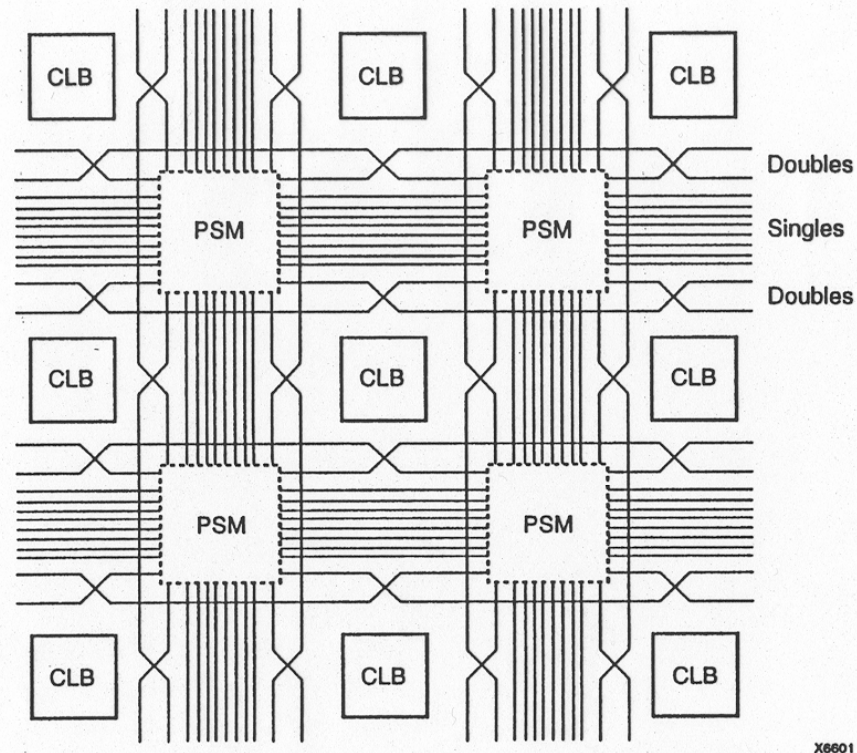 CLB CLB CLB
Doubles
PSM PSM Singles
Doubles
CLB CLB CLB
PSM PSM
CLB CLB CLB
X6601